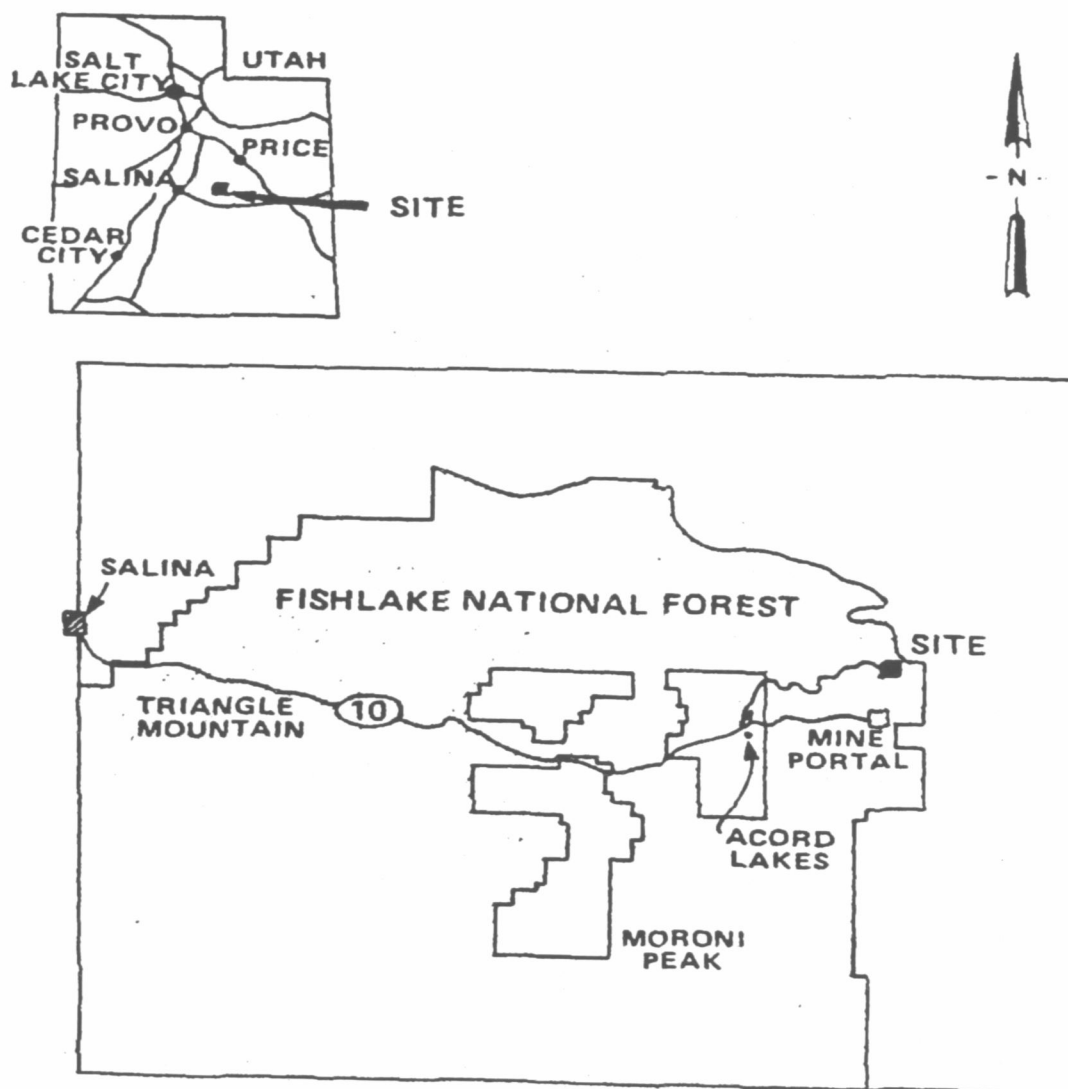 SALT
LAKE CITY
UTAH
PROVO
PRICE
SALINA
SITE
CEDAR
CITY
N
SALINA
FISHLAKE NATIONAL FOREST
SITE
TRIANGLE
MOUNTAIN
10
MINE
PORTAL
ACORD
LAKES
MORONI
PEAK